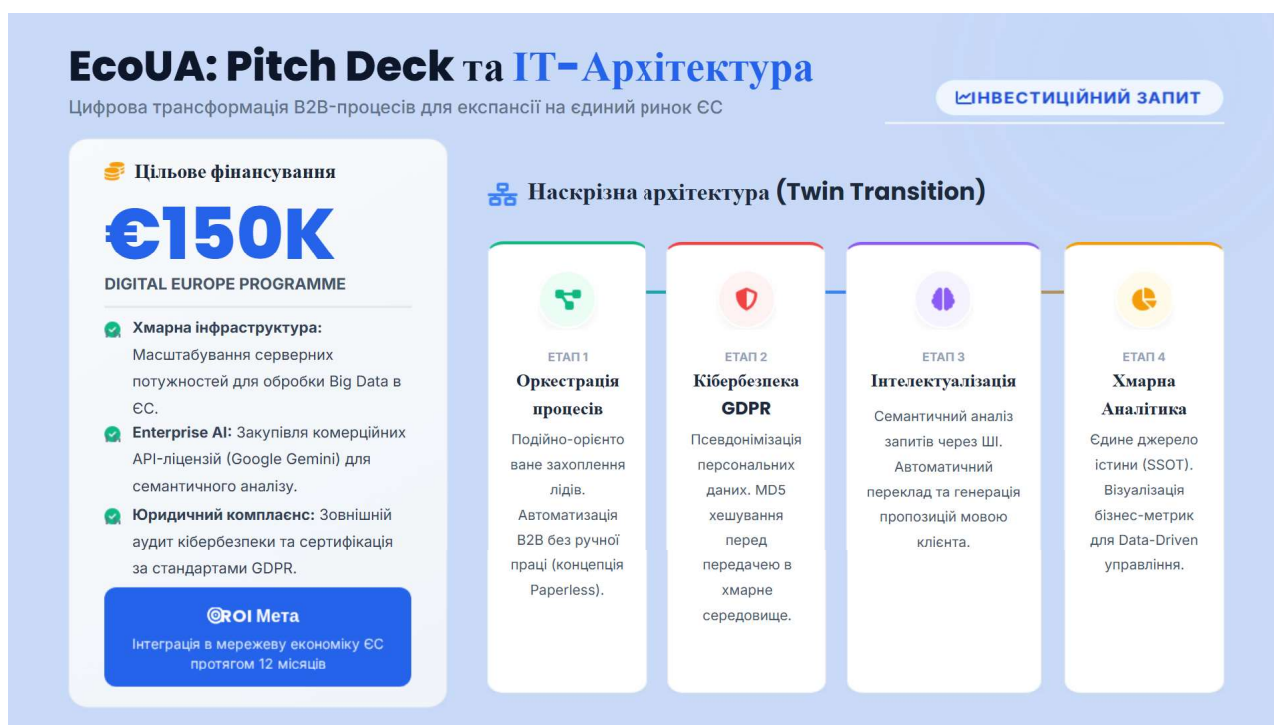 EcoUA: Pitch Deck та ІТ-Архітектура
Цифрова трансформація B2B-процесів для експансії на єдиний ринок ЄС
ІНВЕСТИЦІЙНИЙ ЗАПИТ
Цільове фінансування
€150K
DIGITAL EUROPE PROGRAMME
Хмарна інфраструктура:
Масштабування серверних
потужностей для обробки Big Data в
ЄС.
Enterprise AI: Закупівля комерційних
API-ліцензій (Google Gemini) для
семантичного аналізу.
Юридичний комплаєнс: Зовнішній
аудит кібербезпеки та сертифікація
за стандартами GDPR.
ROI Мета
Інтеграція в мережеву економіку ЄС
протягом 12 місяців
Наскрізна архітектура (Twin Transition)
ЕТАП 1
Оркестрація
процесів
Подійно-орієнто
ване захоплення
лідів.
Автоматизація
B2B без ручної
праці (концепція
Paperless).
ЕТАП 2
Кібербезпека
GDPR
Псевдонімізація
персональних
даних. MD5
хешування
перед
передачею в
хмарне
середовище.
ЕТАП 3
Інтелектуалізація
Семантичний аналіз
запитів через ШІ.
Автоматичний
переклад та генерація
пропозицій мовою
клієнта.
ЕТАП 4
Хмарна
Аналітика
Єдине джерело
істини (SSOT).
Візуалізація
бізнес-метрик
для Data-Driven
управління.